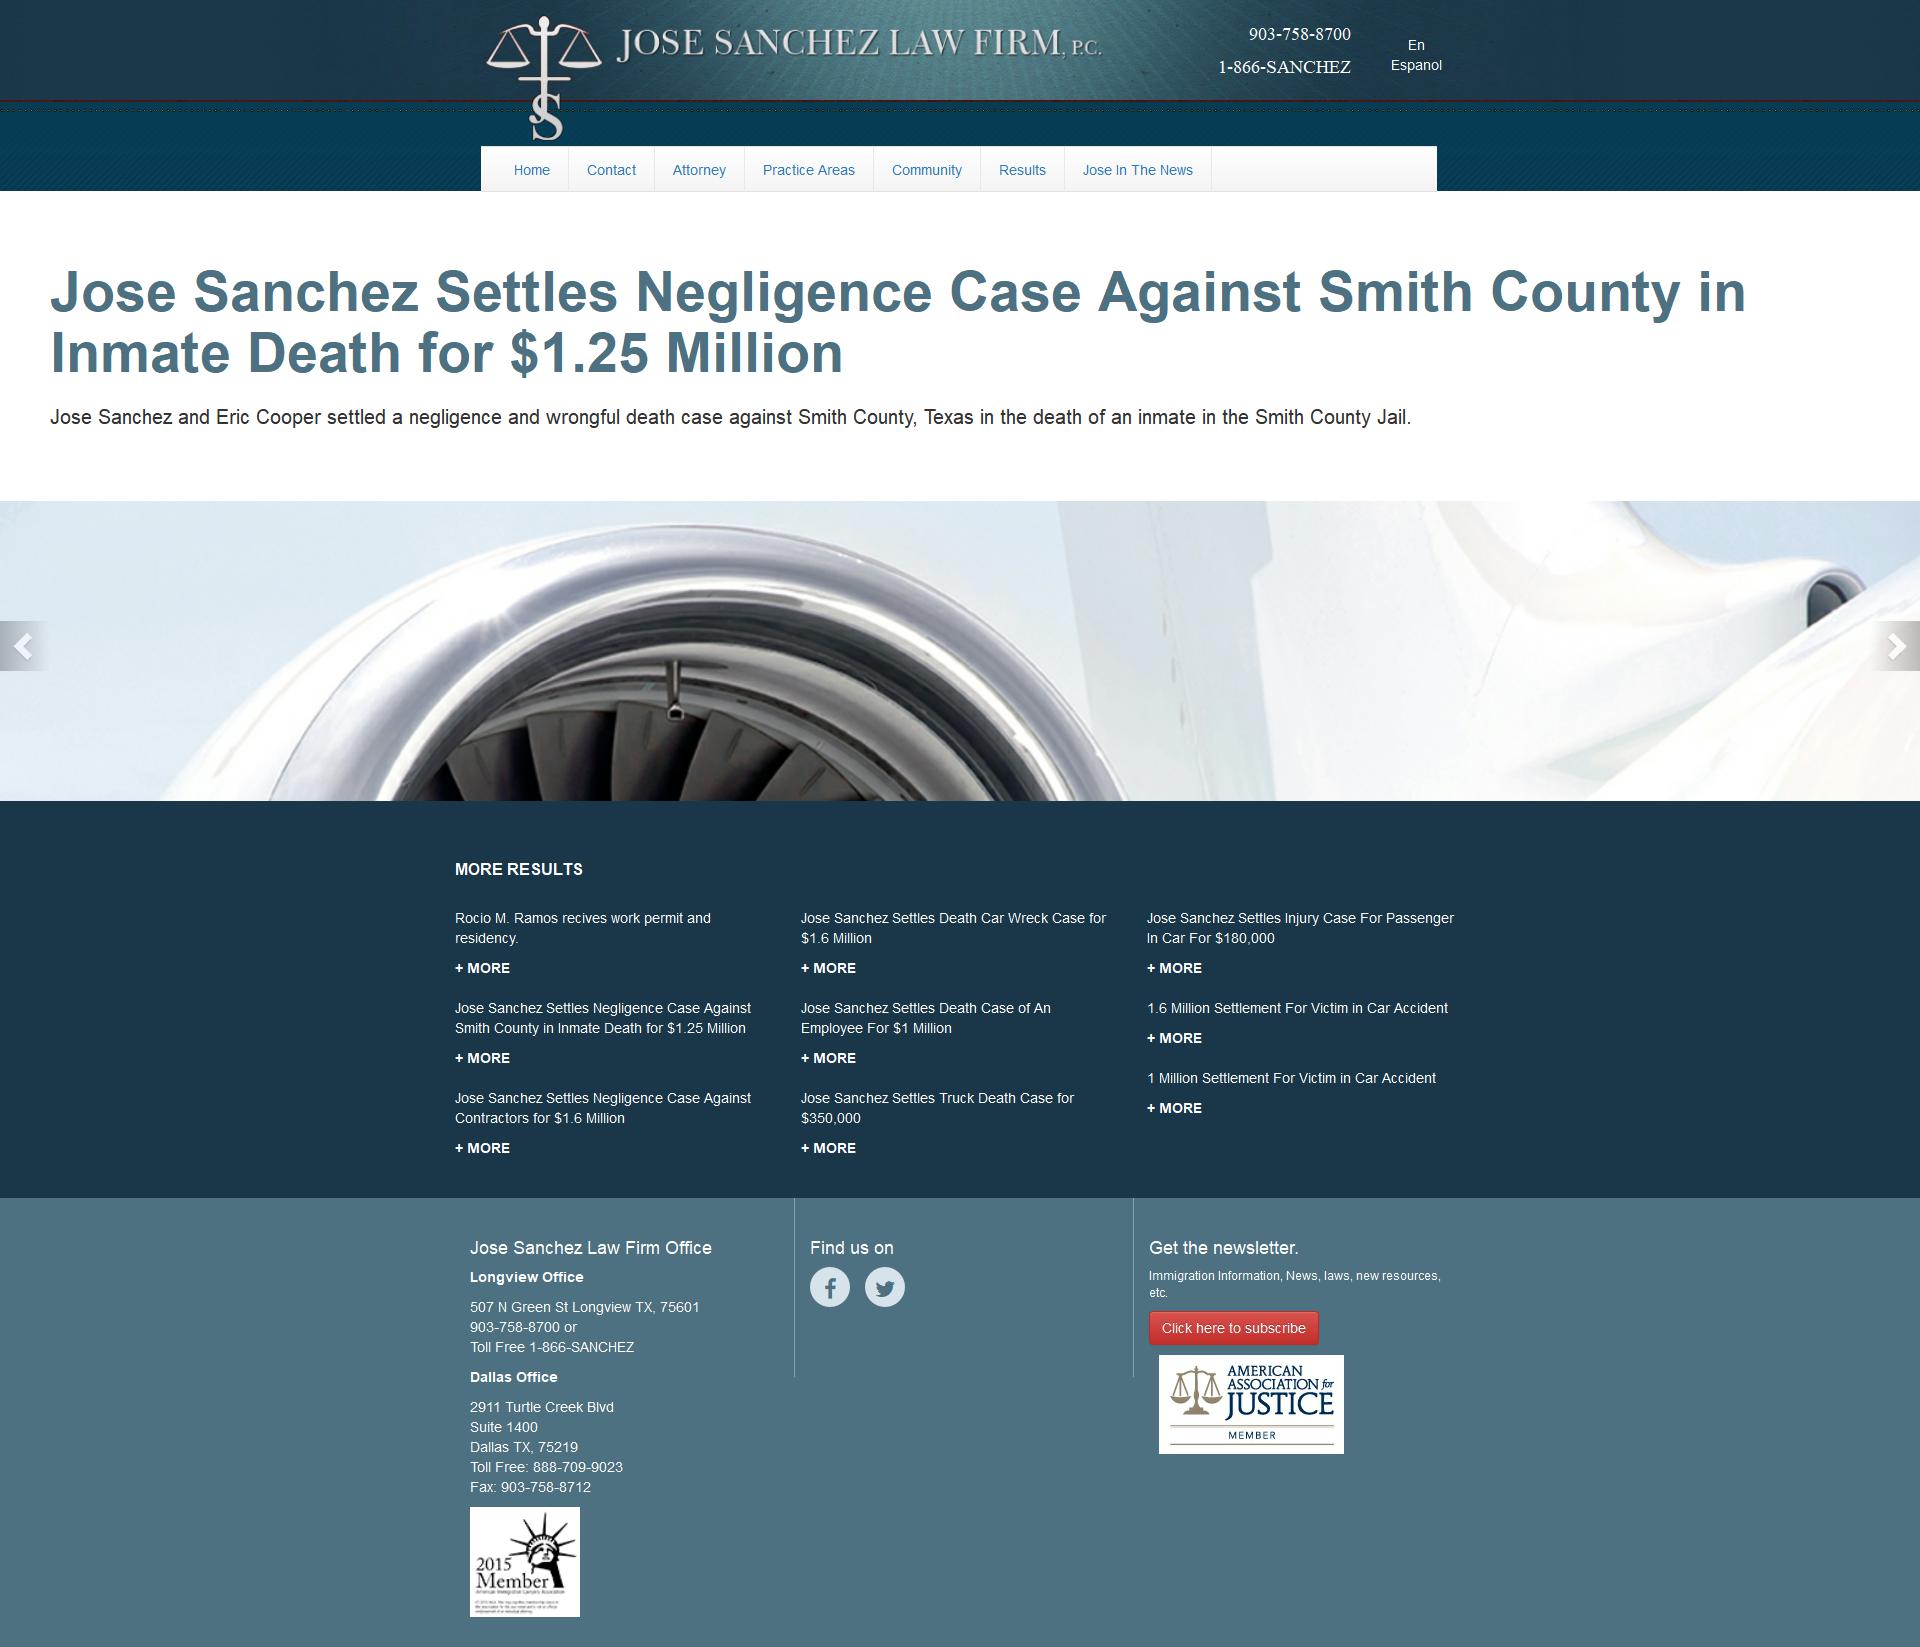 JOSE SANCHEZ LAW FIRM, P.C.
903-758-8700
1-866-SANCHEZ
En
Espanol
JS
Home
Contact
Attorney
Practice Areas
Community
Results
Jose In The News
Jose Sanchez Settles Negligence Case Against Smith County in
Inmate Death for $1.25 Million
Jose Sanchez and Eric Cooper settled a negligence and wrongful death case against Smith County, Texas in the death of an inmate in the Smith County Jail.
MORE RESULTS
Rocio M. Ramos recives work permit and
residency.
+ MORE
Jose Sanchez Settles Negligence Case Against
Smith County in Inmate Death for $1.25 Million
+ MORE
Jose Sanchez Settles Negligence Case Against
Contractors for $1.6 Million
+ MORE
Jose Sanchez Settles Death Car Wreck Case for
$1.6 Million
+ MORE
Jose Sanchez Settles Death Case of An
Employee For $1 Million
+ MORE
Jose Sanchez Settles Truck Death Case for
$350,000
+ MORE
Jose Sanchez Settles Injury Case For Passenger
In Car For $180,000
+ MORE
1.6 Million Settlement For Victim in Car Accident
+ MORE
1 Million Settlement For Victim in Car Accident
+ MORE
Jose Sanchez Law Firm Office
Longview Office
507 N Green St Longview TX, 75601
903-758-8700 or
Toll Free 1-866-SANCHEZ
Dallas Office
2911 Turtle Creek Blvd
Suite 1400
Dallas TX, 75219
Toll Free: 888-709-9023
Fax: 903-758-8712
2015
Member
American Immigration Lawyers Association
Find us on
Get the newsletter.
Immigration Information, News, laws, new resources,
etc.
Click here to subscribe
AMERICAN
ASSOCIATION for
JUSTICE
MEMBER